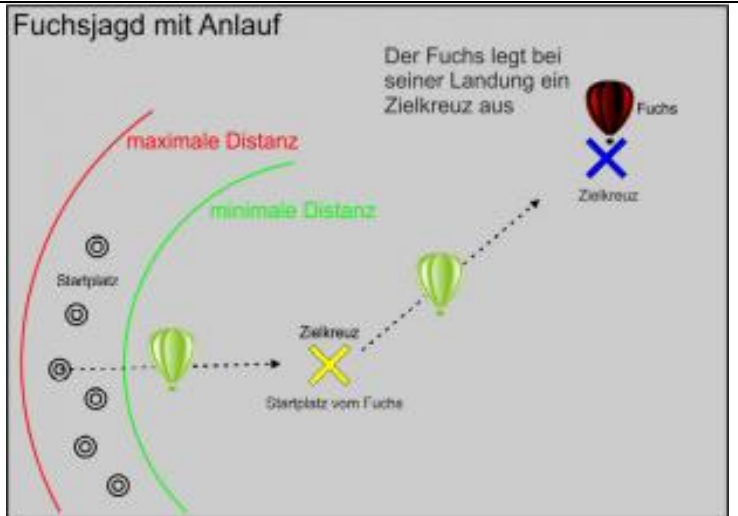 Fuchsjagd mit Anlauf
Der Fuchs legt bei
seiner Landung ein
Zielkreuz aus
Fuchs
maximale Distanz
Zielkreuz
minimale Distanz
Startplatz
Zielkreuz
Startplatz vom Fuchs